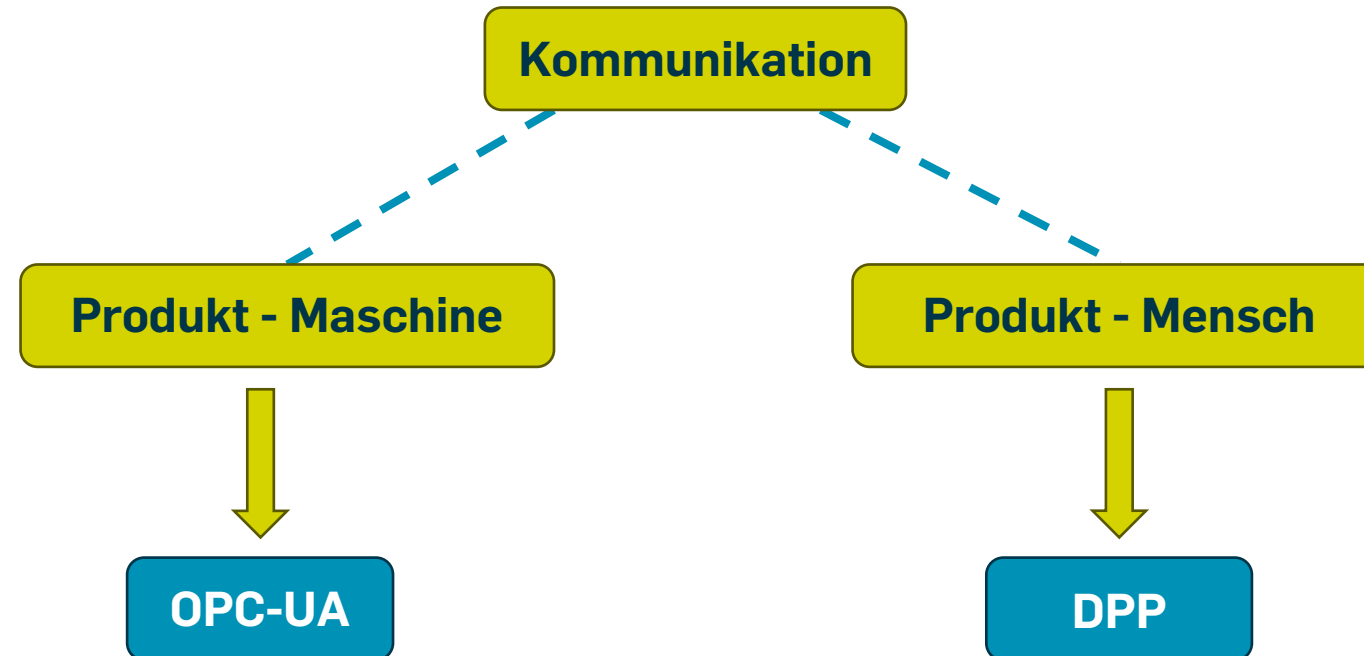 Kommunikation
Produkt - Maschine
Produkt - Mensch
OPC-UA
DPP